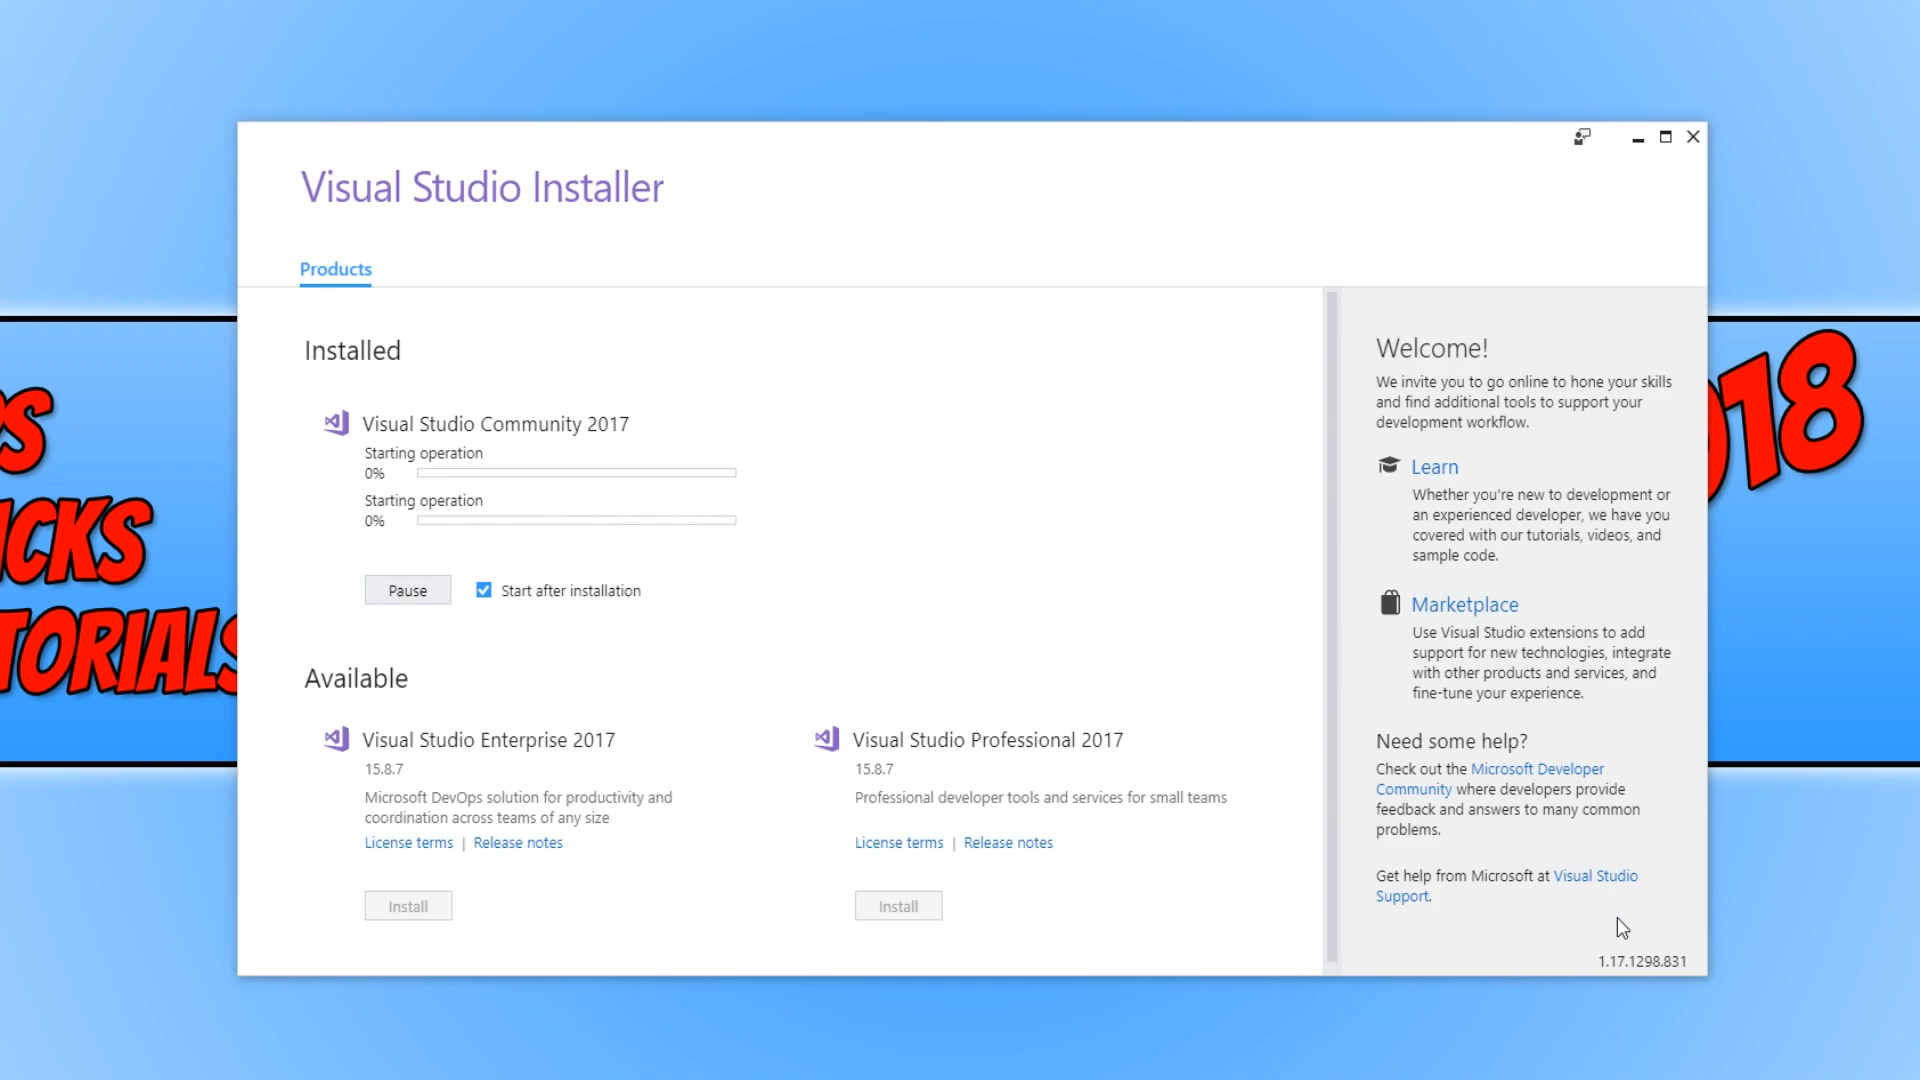 Visual Studio Installer
Products
Installed
Visual Studio Community 2017
Starting operation
0%
Starting operation
0%
Pause
Start after installation
Available
Visual Studio Enterprise 2017
15.8.7
Microsoft DevOps solution for productivity and
coordination across teams of any size
License terms | Release notes
Install
Visual Studio Professional 2017
15.8.7
Professional developer tools and services for small teams
License terms | Release notes
Install
Welcome!
We invite you to go online to hone your skills
and find additional tools to support your
development workflow.
Learn
Whether you're new to development or
an experienced developer, we have you
covered with our tutorials, videos, and
sample code.
Marketplace
Use Visual Studio extensions to add
support for new technologies, integrate
with other products and services, and
fine-tune your experience.
Need some help?
Check out the Microsoft Developer
Community where developers provide
feedback and answers to many common
problems.
Get help from Microsoft at Visual Studio
Support.
1.17.1298.831
PS
ICKS
TORIALS
018